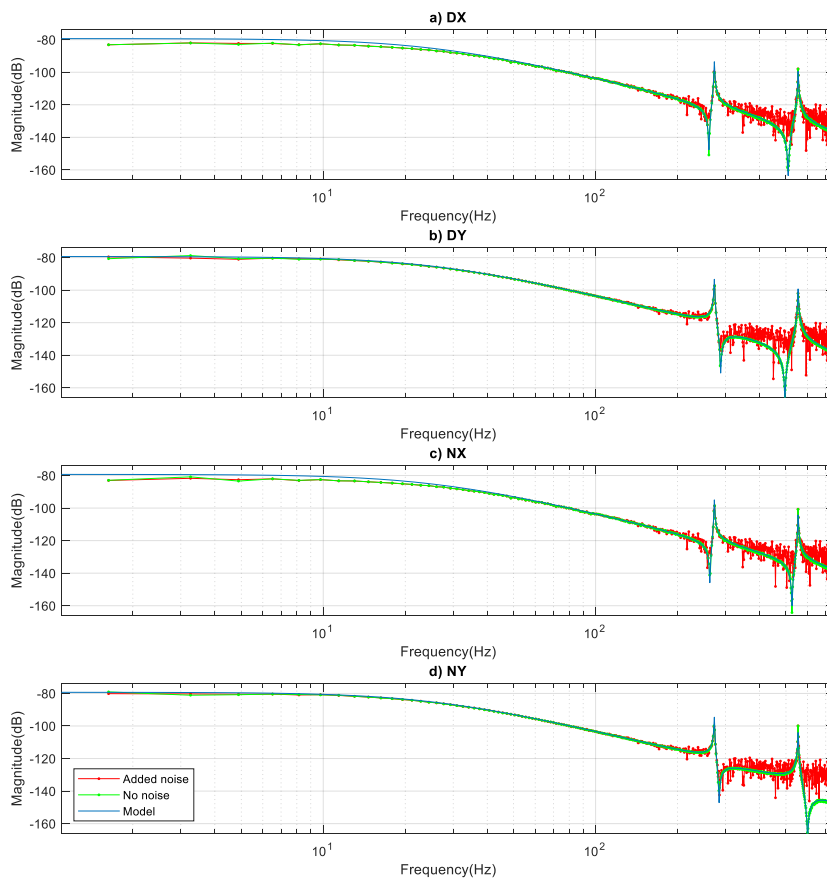 a) DX
-80
-100
-120
-140
-160
Magnitude(dB)
10^1
10^2
Frequency(Hz)
b) DY
-80
-100
-120
-140
-160
Magnitude(dB)
10^1
10^2
Frequency(Hz)
c) NX
-80
-100
-120
-140
-160
Magnitude(dB)
10^1
10^2
Frequency(Hz)
d) NY
-80
-100
-120
-140
-160
Magnitude(dB)
Added noise
No noise
Model
10^1
10^2
Frequency(Hz)